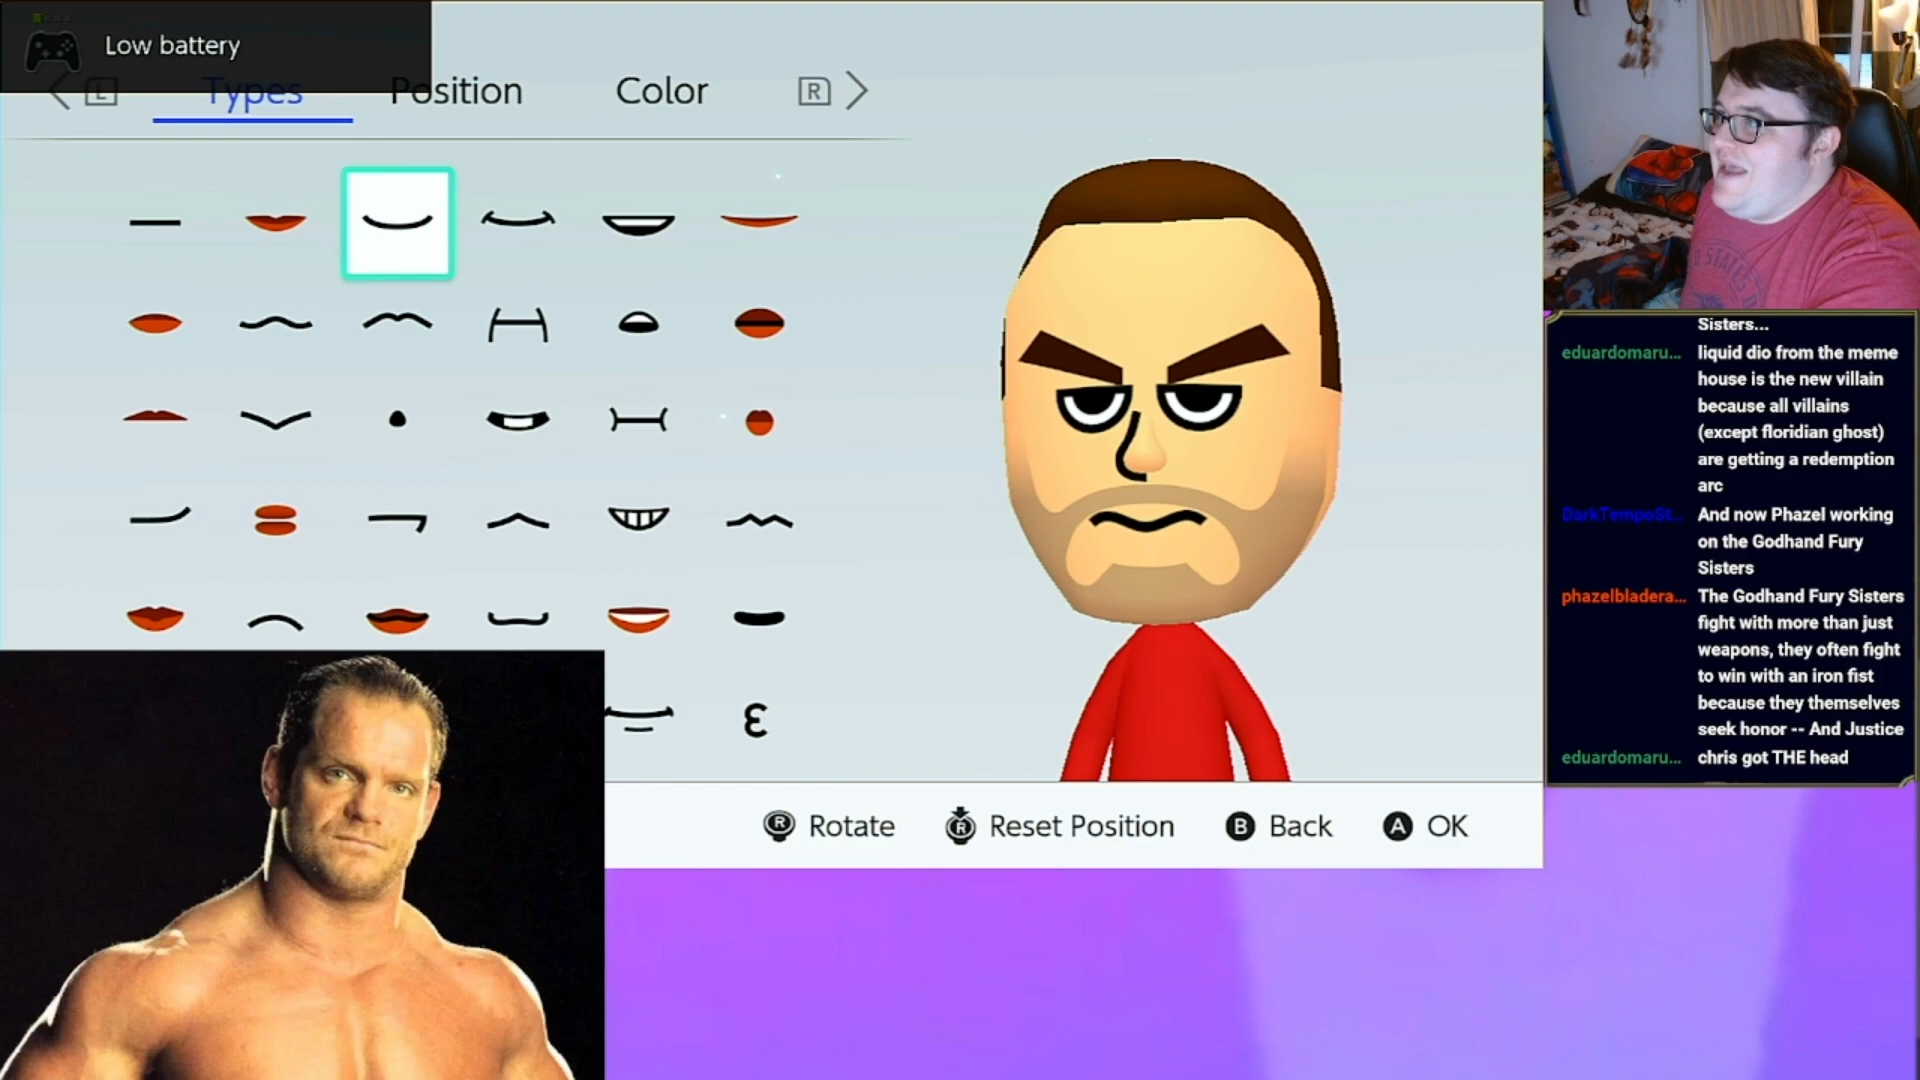 Low battery
L Types Position Color R
Sisters...
eduardomaru... liquid dio from the meme
house is the new villain
because all villains
(except floridian ghost)
are getting a redemption
arc
DarkTempoSt... And now Phazel working
on the Godhand Fury
Sisters
phazelbladera... The Godhand Fury Sisters
fight with more than just
weapons, they often fight
to win with an iron fist
because they themselves
seek honor -- And Justice
eduardomaru... chris got THE head
R Rotate R Reset Position B Back A OK